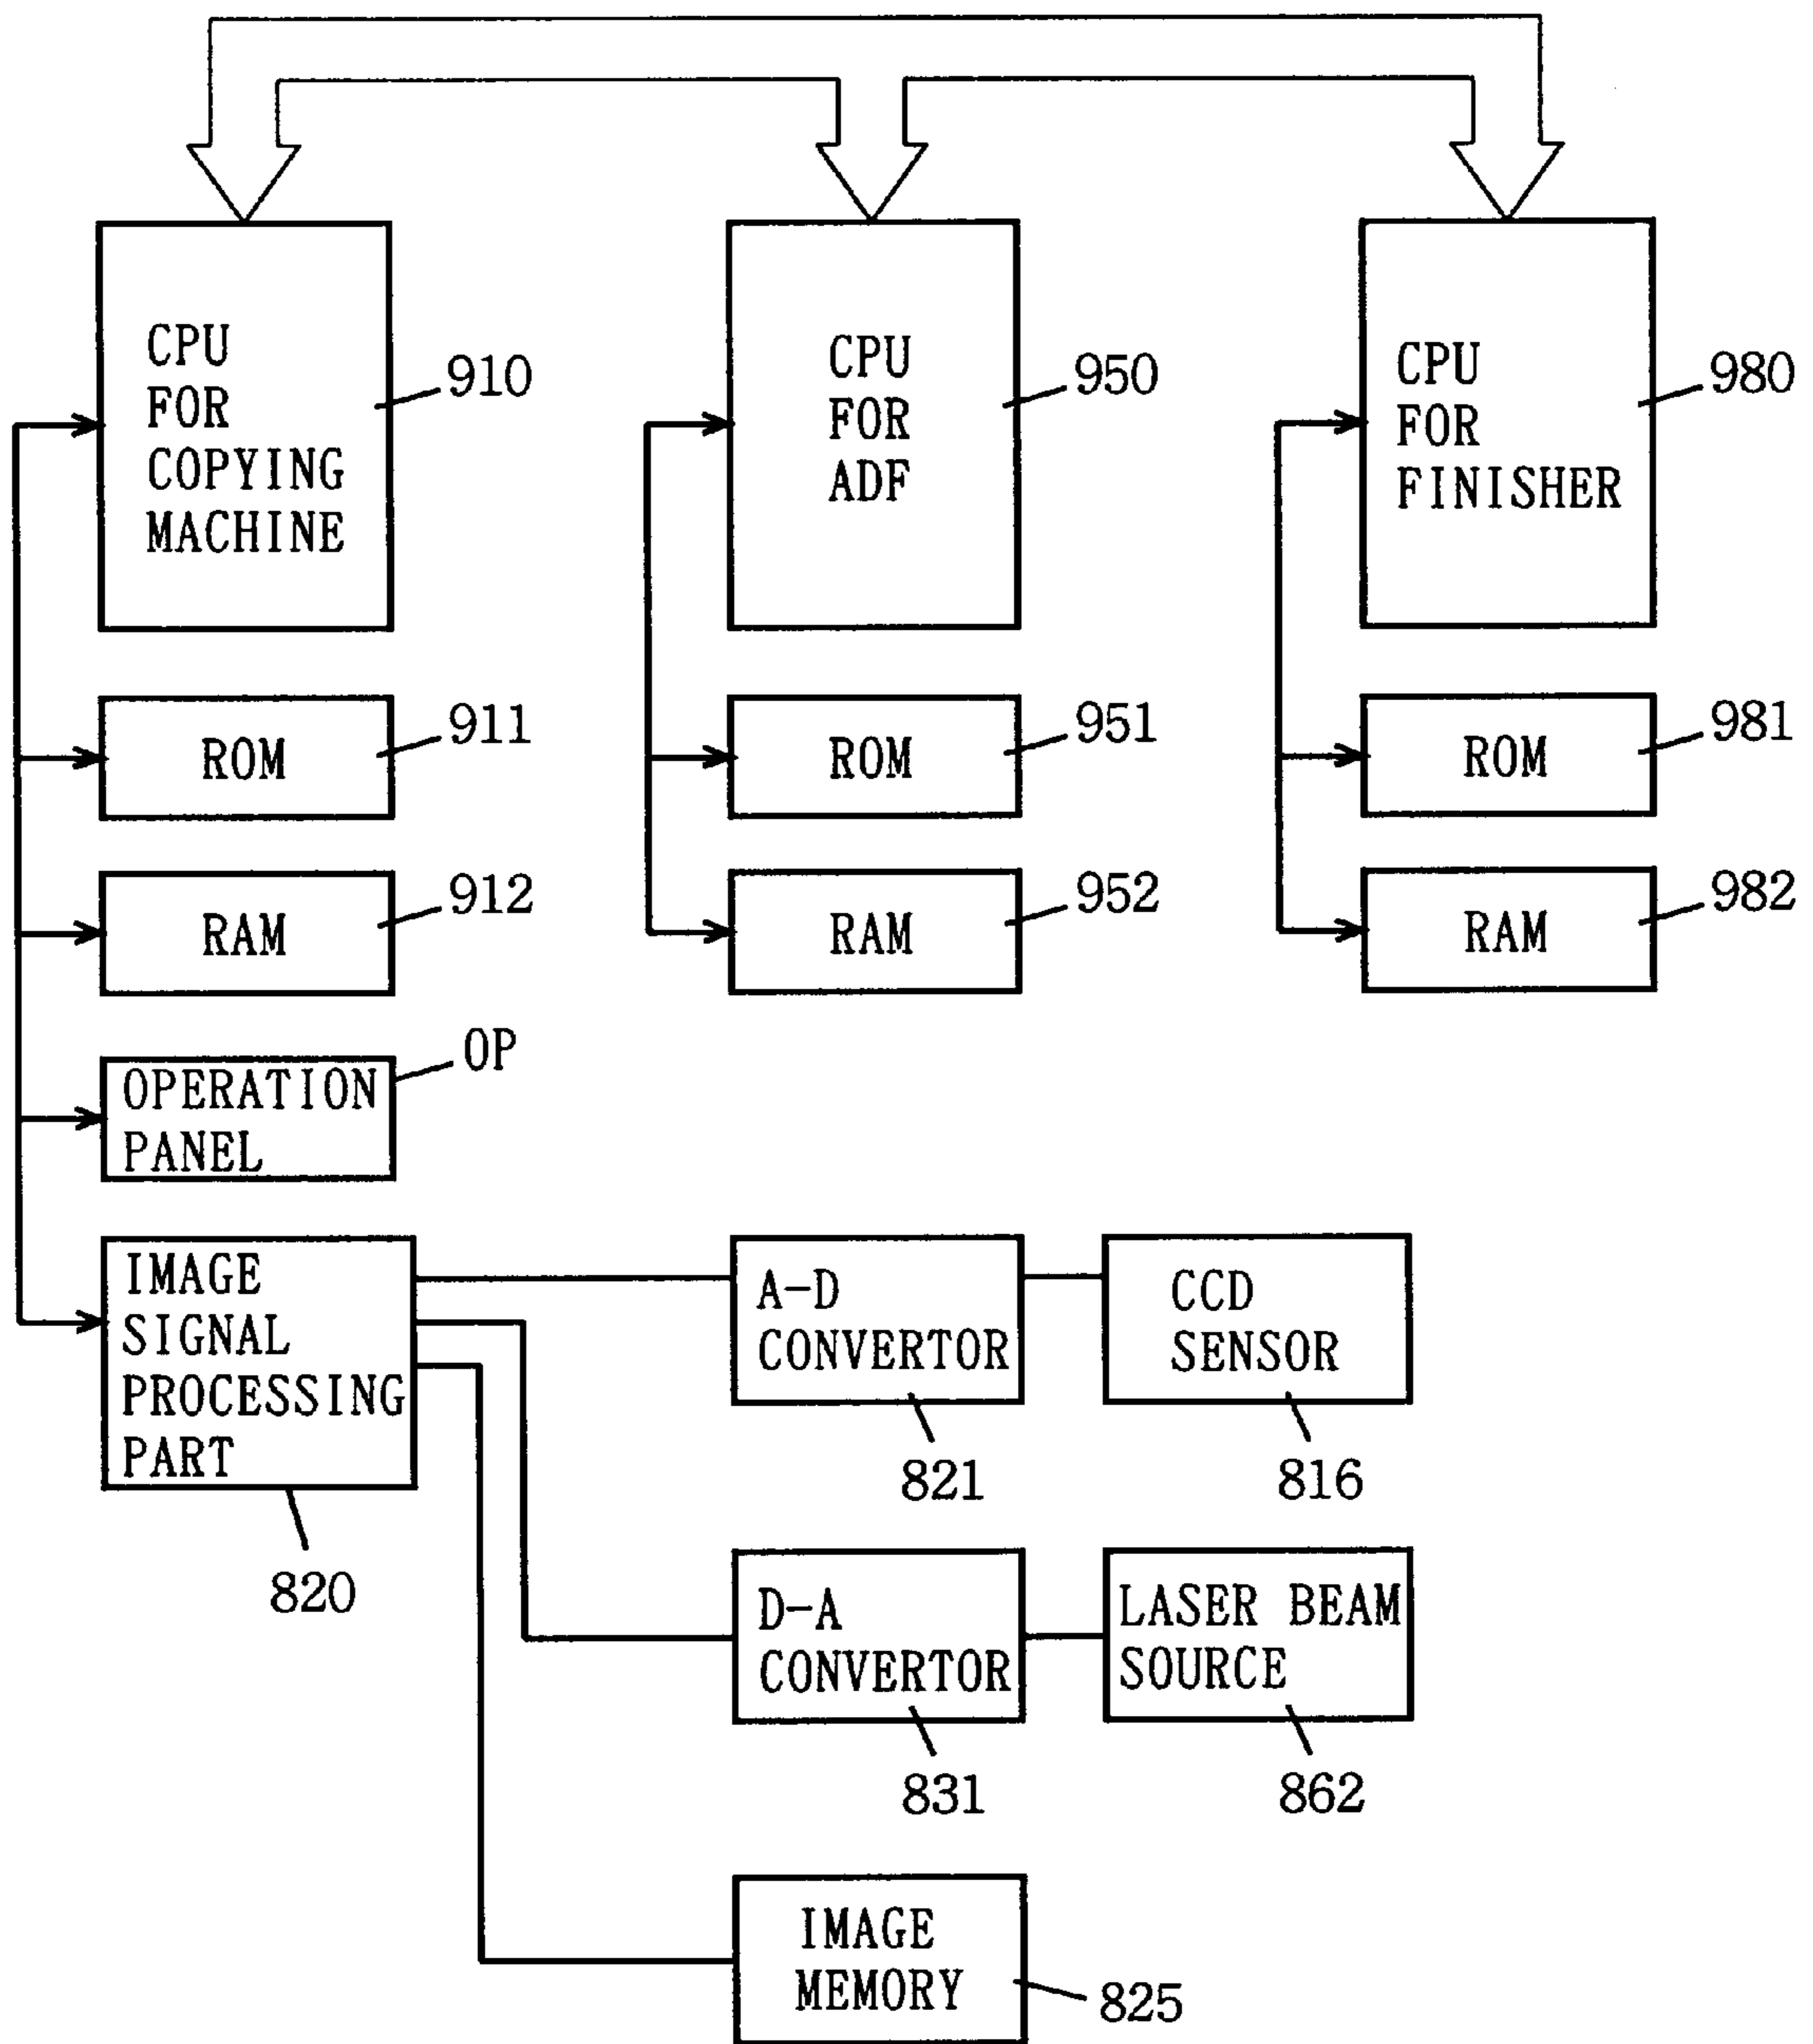 CPU
FOR
COPYING
MACHINE
910
CPU
FOR
ADF
950
CPU
FOR
FINISHER
980
ROM
911
ROM
951
ROM
981
RAM
912
RAM
952
RAM
982
OPERATION
PANEL
OP
IMAGE
SIGNAL
PROCESSING
PART
820
A-D
CONVERTOR
821
CCD
SENSOR
816
D-A
CONVERTOR
831
LASER BEAM
SOURCE
862
IMAGE
MEMORY
825